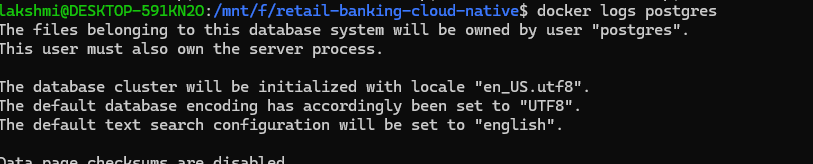 lakshmi@DESKTOP-591KN2O:/mnt/f/retail-banking-cloud-native$ docker logs postgres
The files belonging to this database system will be owned by user "postgres".
This user must also own the server process.
The database cluster will be initialized with locale "en_US.utf8".
The default database encoding has accordingly been set to "UTF8".
The default text search configuration will be set to "english".
Data page checksums are disabled